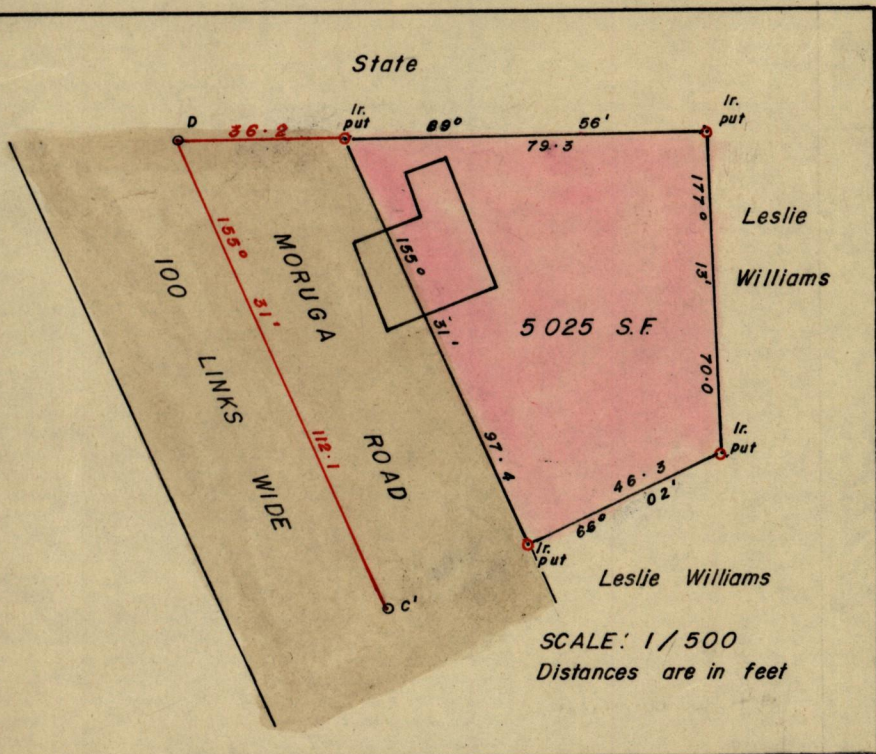 State
D
36.2
Ir.
put
89° 56'
79.3
Ir.
put
177° 13' 70.0
Leslie
Williams
155° 31' 97.4
155° 31' 112.1
MORUGA ROAD
100 LINKS WIDE
5025 S.F.
Ir.
put
46.3
66° 02'
Ir.
put
C'
Leslie Williams
SCALE: 1/500
Distances are in feet